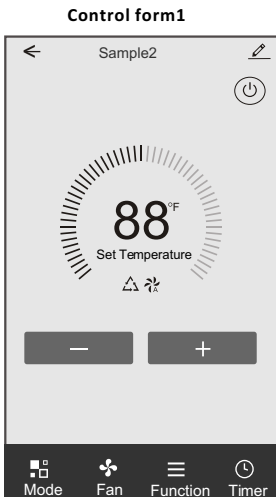 Control form1
Sample2
88°F
Set Temperature
A
− +
Mode Fan Function Timer